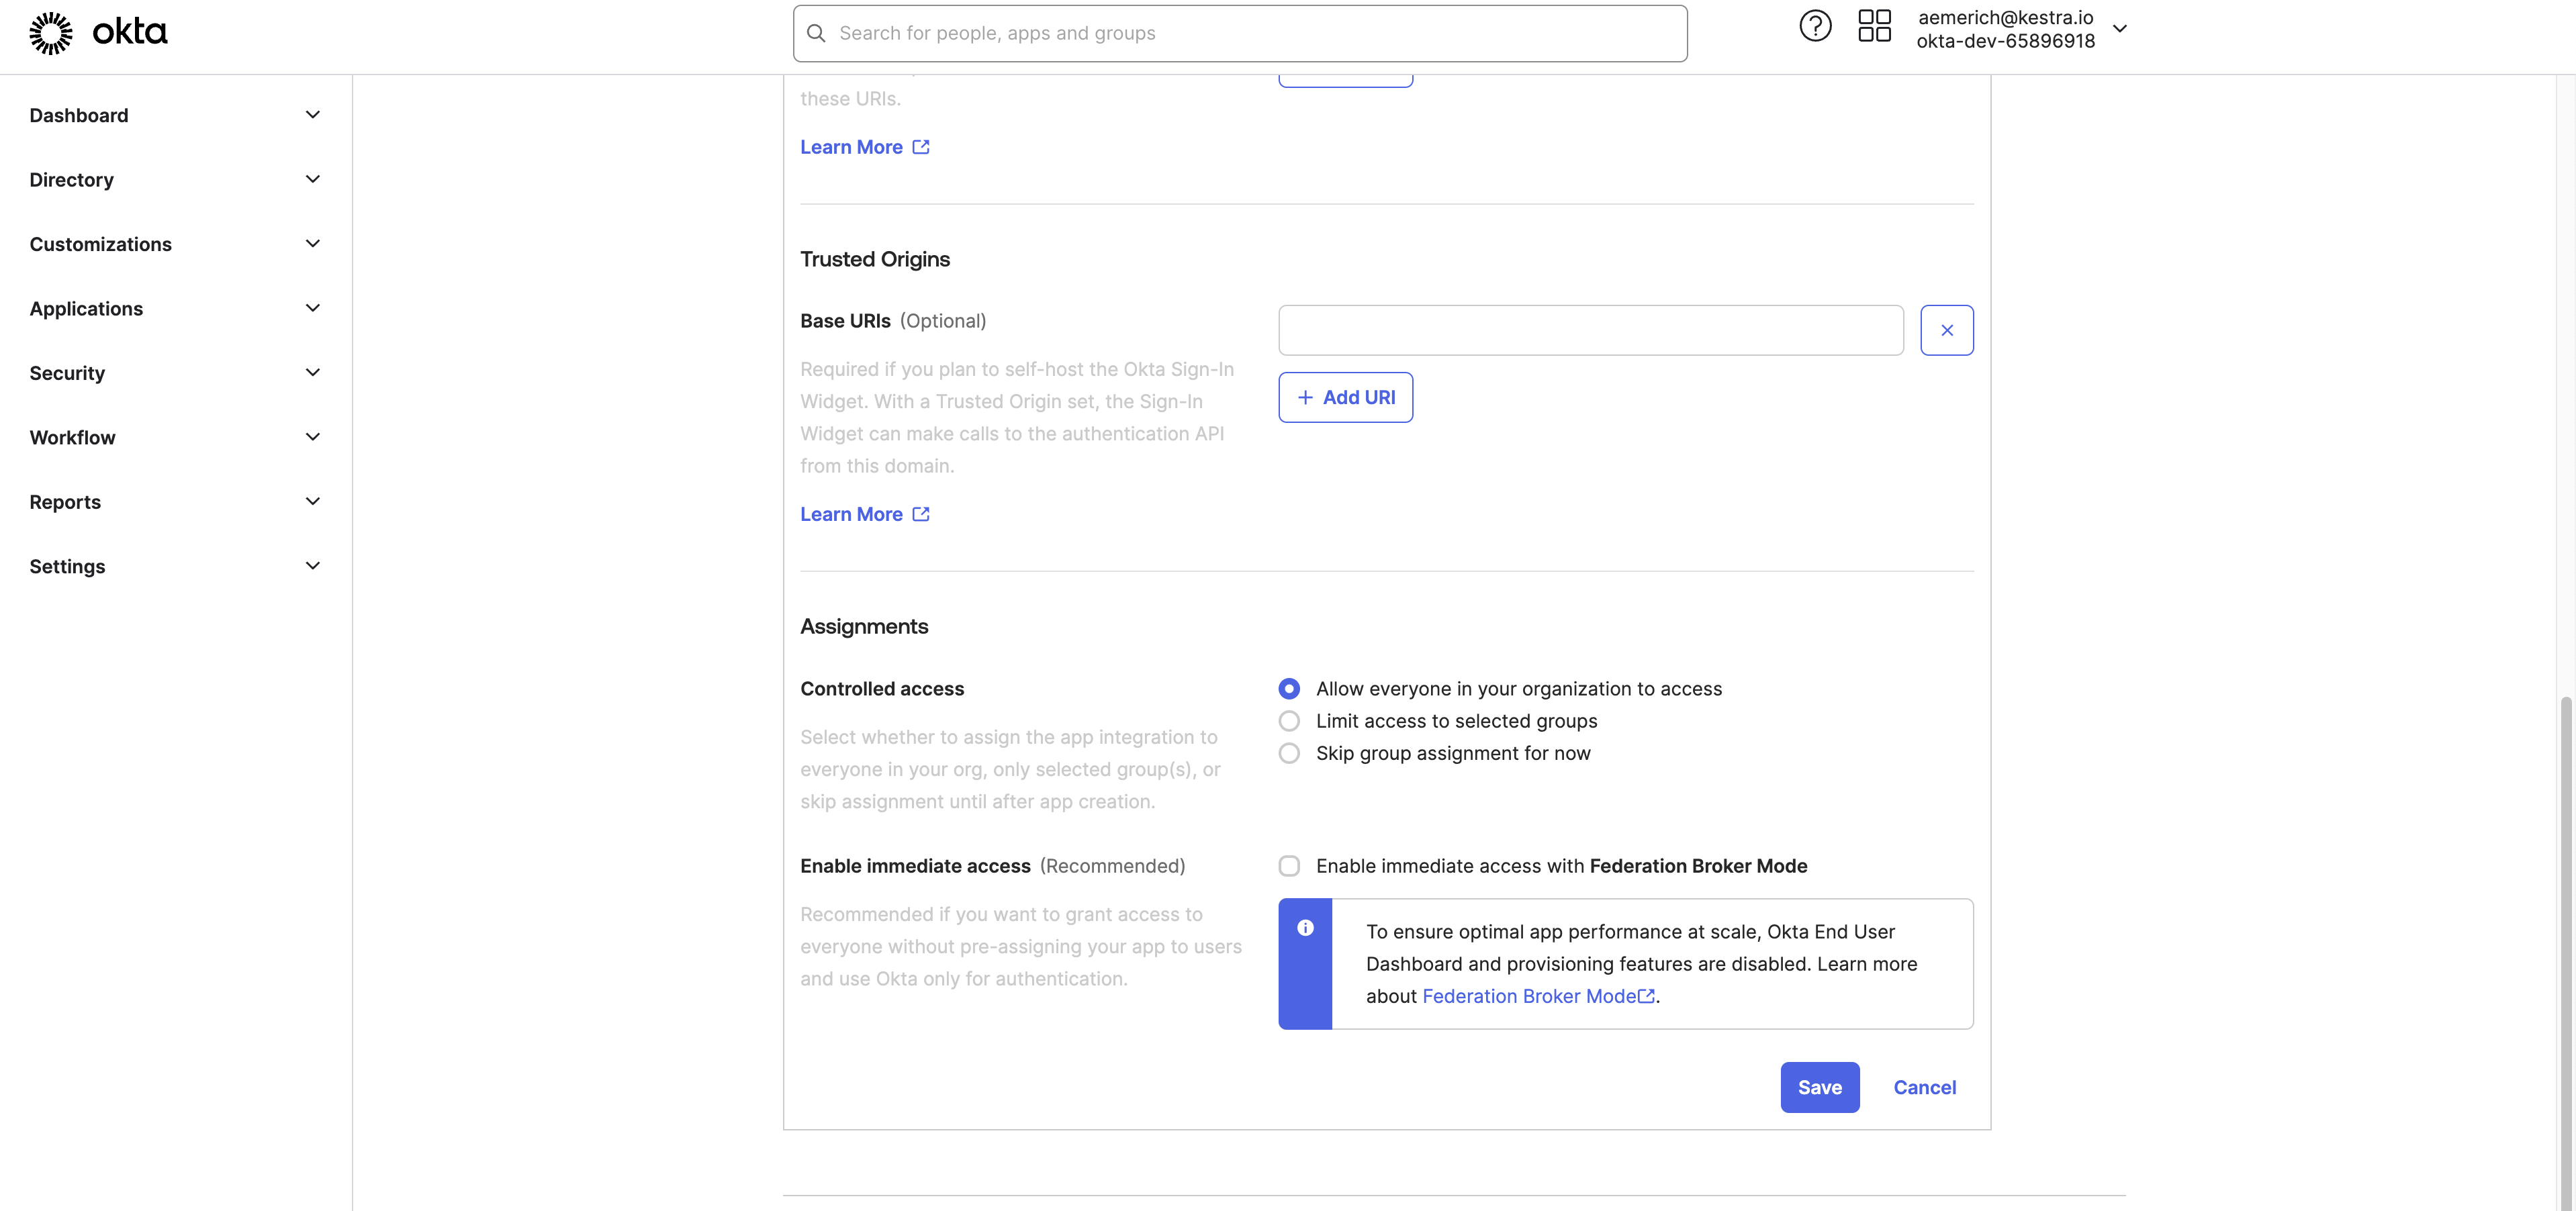 okta
Search for people, apps and groups
aemerich@kestra.io
okta-dev-65896918
Dashboard
Directory
Customizations
Applications
Security
Workflow
Reports
Settings
these URIs.
Learn More
Trusted Origins
Base URIs (Optional)
Required if you plan to self-host the Okta Sign-In
Widget. With a Trusted Origin set, the Sign-In
Widget can make calls to the authentication API
from this domain.
Learn More
+ Add URI
Assignments
Controlled access
Select whether to assign the app integration to
everyone in your org, only selected group(s), or
skip assignment until after app creation.
Allow everyone in your organization to access
Limit access to selected groups
Skip group assignment for now
Enable immediate access (Recommended)
Recommended if you want to grant access to
everyone without pre-assigning your app to users
and use Okta only for authentication.
Enable immediate access with Federation Broker Mode
To ensure optimal app performance at scale, Okta End User
Dashboard and provisioning features are disabled. Learn more
about Federation Broker Mode.
Save
Cancel